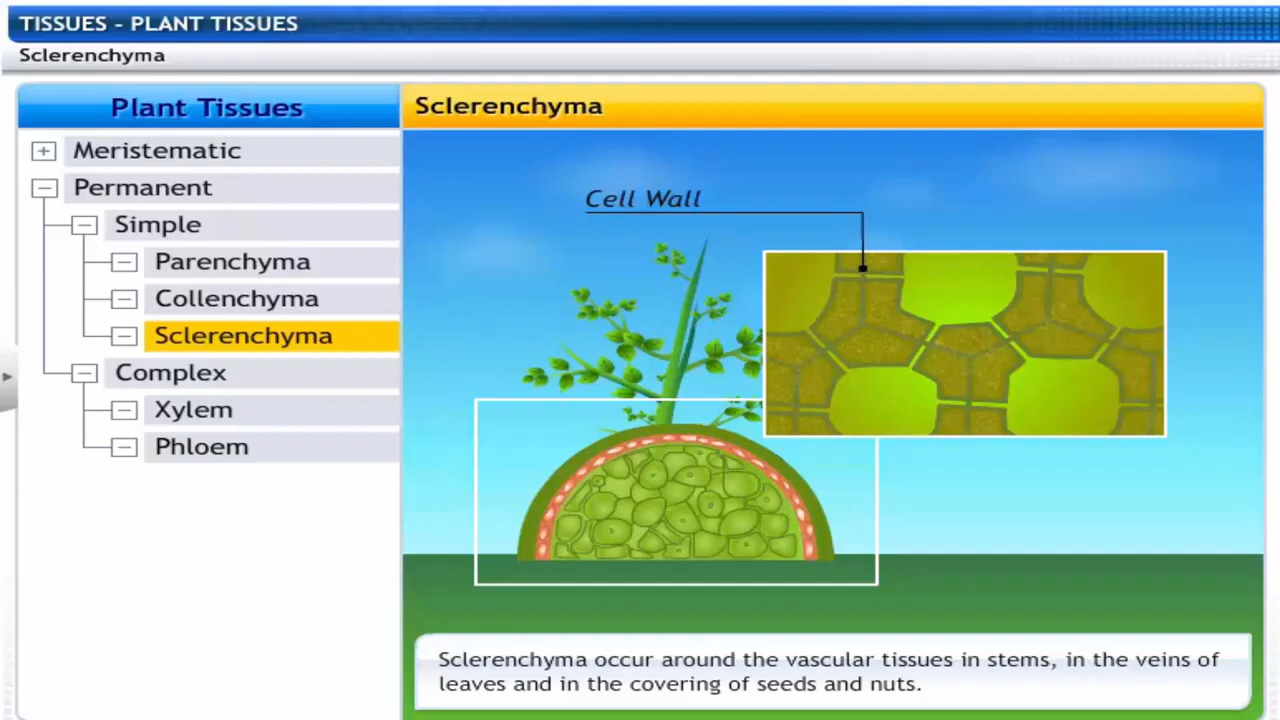 TISSUES - PLANT TISSUES
Sclerenchyma
Plant Tissues
Meristematic
Permanent
Simple
Parenchyma
Collenchyma
Sclerenchyma
Complex
Xylem
Phloem
Sclerenchyma
Cell Wall
Sclerenchyma occur around the vascular tissues in stems, in the veins of
leaves and in the covering of seeds and nuts.